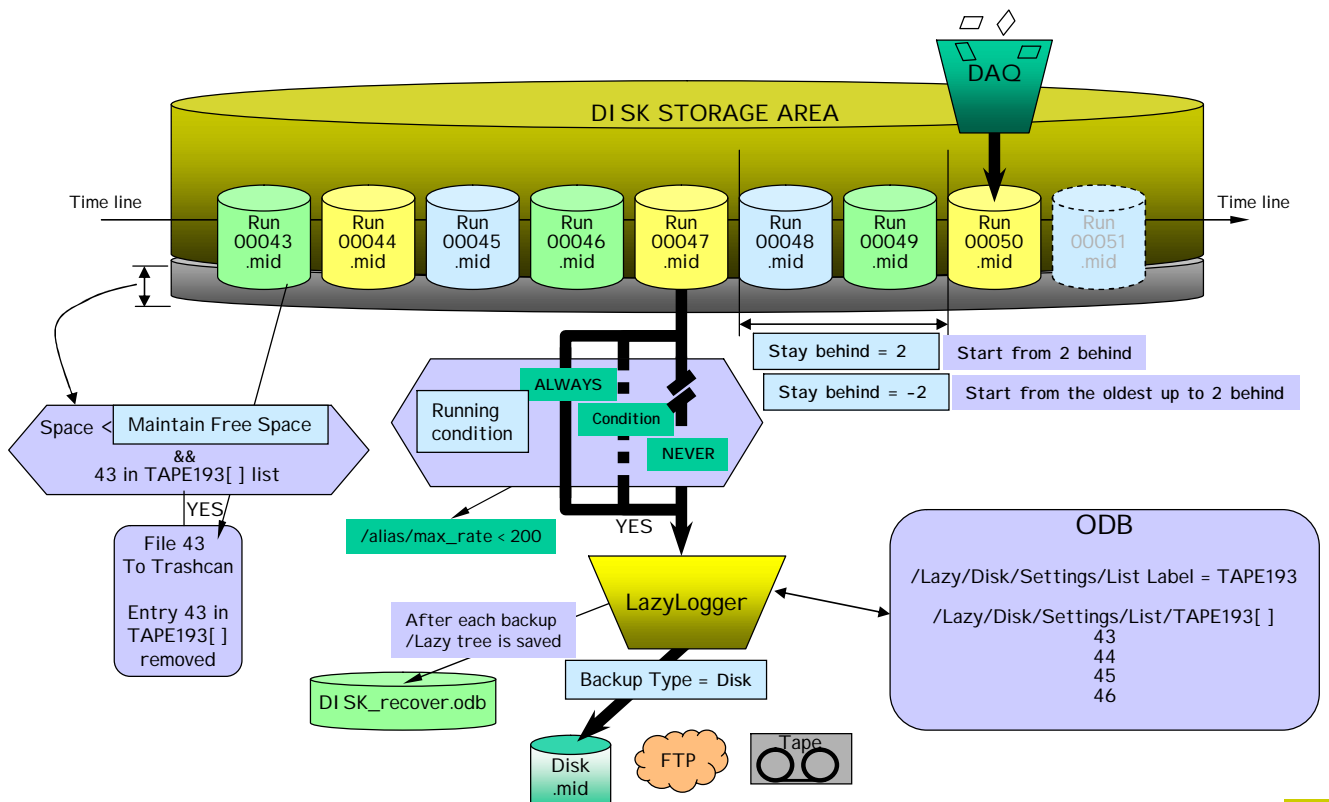 DAQ
DISK STORAGE AREA
Time line
Run
00043
.mid
Run
00044
.mid
Run
00045
.mid
Run
00046
.mid
Run
00047
.mid
Run
00048
.mid
Run
00049
.mid
Run
00050
.mid
Run
00051
.mid
Time line
Stay behind = 2
Start from 2 behind
Stay behind = -2
Start from the oldest up to 2 behind
ALWAYS
Running
condition
Condition
NEVER
YES
/alias/max_rate < 200
Space < Maintain Free Space
&&
43 in TAPE193[ ] list
YES
File 43
To Trashcan
Entry 43 in
TAPE193[ ]
removed
LazyLogger
After each backup
/Lazy tree is saved
DISK_recover.odb
Backup Type = Disk
Disk
.mid
FTP
Tape
ODB
/Lazy/Disk/Settings/List Label = TAPE193
/Lazy/Disk/Settings/List/TAPE193[ ]
43
44
45
46